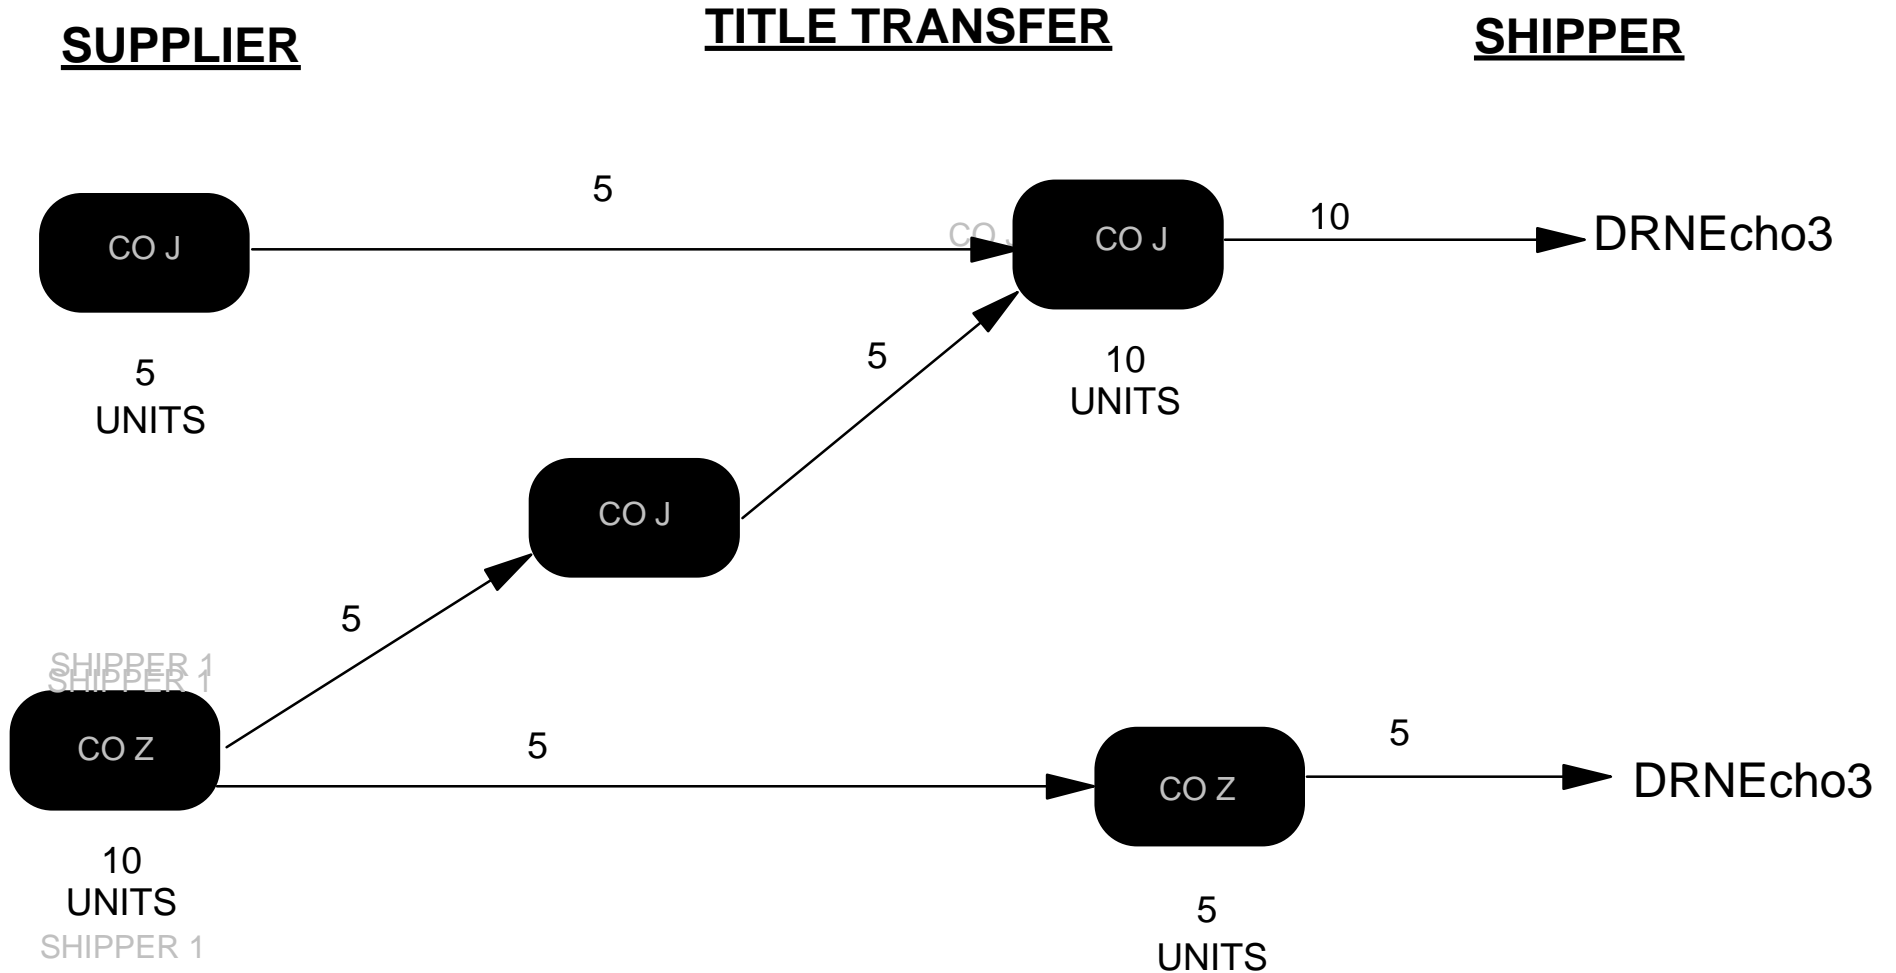 SUPPLIER
TITLE TRANSFER
SHIPPER
5
CO J
CO J
CO J
10
DRNEcho3
5
UNITS
5
10
UNITS
CO J
5
SHIPPER 1
SHIPPER 1
CO Z
5
CO Z
5
DRNEcho3
10
UNITS
SHIPPER 1
5
UNITS